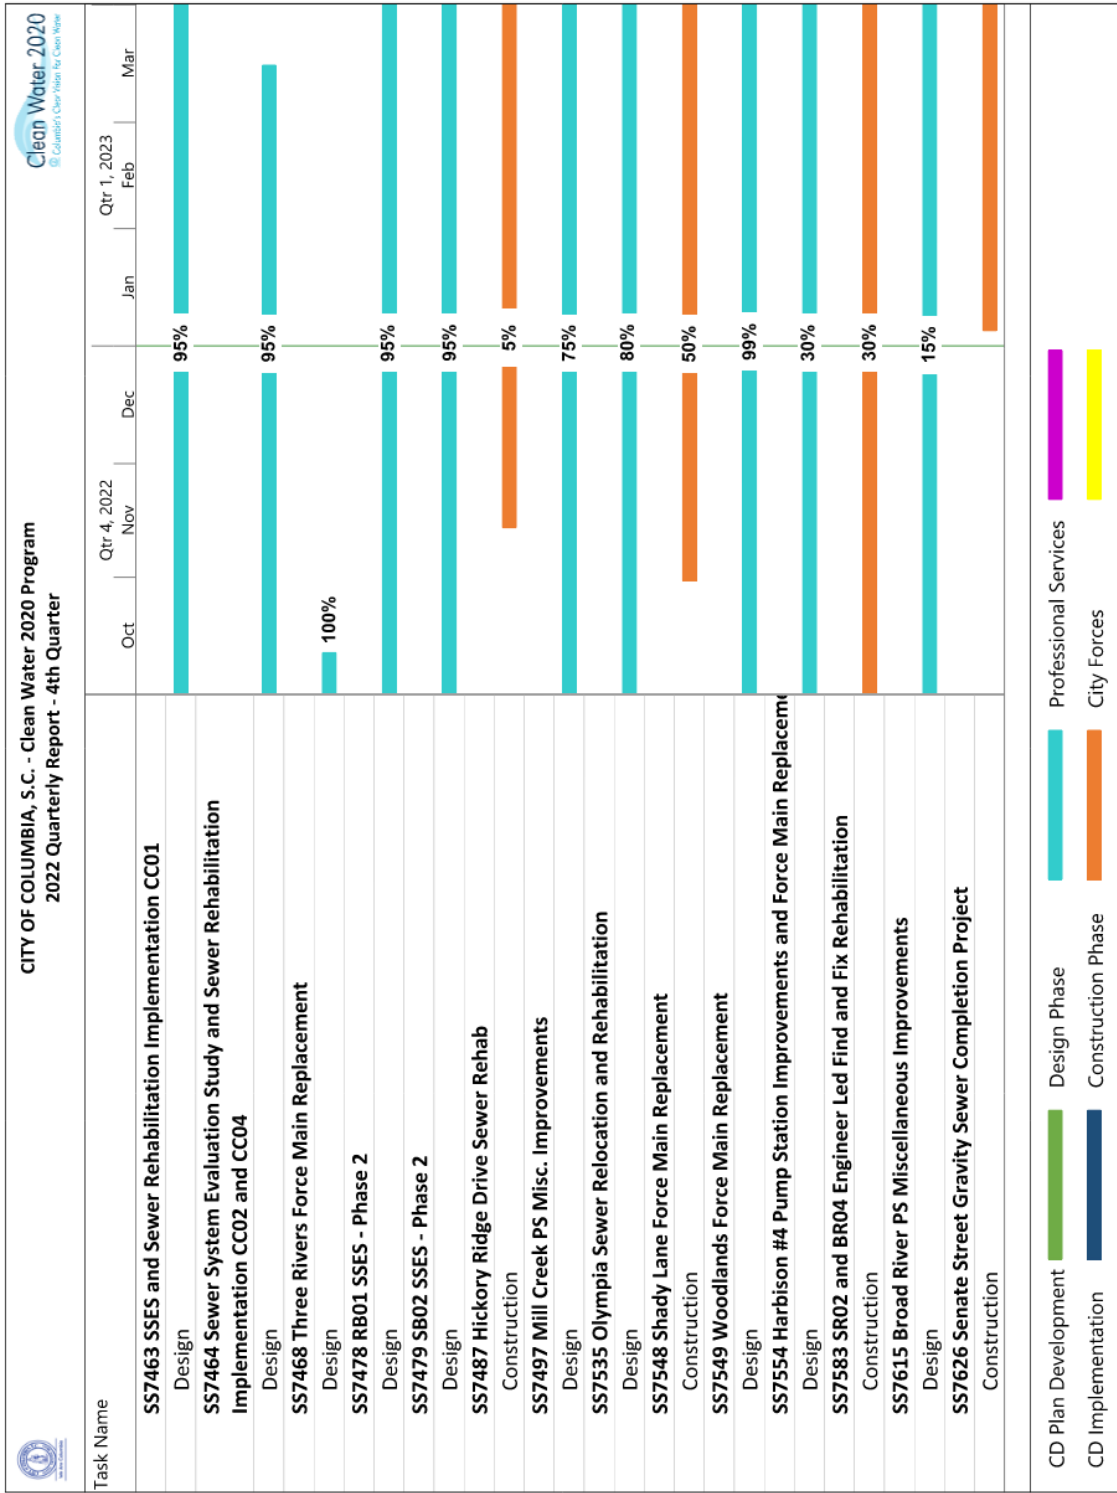 CITY OF COLUMBIA, S.C. - Clean Water 2020 Program
2022 Quarterly Report - 4th Quarter
Clean Water 2020
Columbia's Clear Vision For Clean Water
Task Name
Qtr 4, 2022
Qtr 1, 2023
Oct
Nov
Dec
Jan
Feb
Mar
SS7463 SSES and Sewer Rehabilitation Implementation CC01
Design
95%
SS7464 Sewer System Evaluation Study and Sewer Rehabilitation
Implementation CC02 and CC04
Design
95%
SS7468 Three Rivers Force Main Replacement
Design
100%
SS7478 RB01 SSES - Phase 2
Design
95%
SS7479 SB02 SSES - Phase 2
Design
95%
SS7487 Hickory Ridge Drive Sewer Rehab
Construction
5%
SS7497 Mill Creek PS Misc. Improvements
Design
75%
SS7535 Olympia Sewer Relocation and Rehabilitation
Design
80%
SS7548 Shady Lane Force Main Replacement
Construction
50%
SS7549 Woodlands Force Main Replacement
Design
99%
SS7554 Harbison #4 Pump Station Improvements and Force Main Replaceme
Design
30%
SS7583 SR02 and BR04 Engineer Led Find and Fix Rehabilitation
Construction
30%
SS7615 Broad River PS Miscellaneous Improvements
Design
15%
SS7626 Senate Street Gravity Sewer Completion Project
Construction
CD Plan Development
Design Phase
Professional Services
CD Implementation
Construction Phase
City Forces